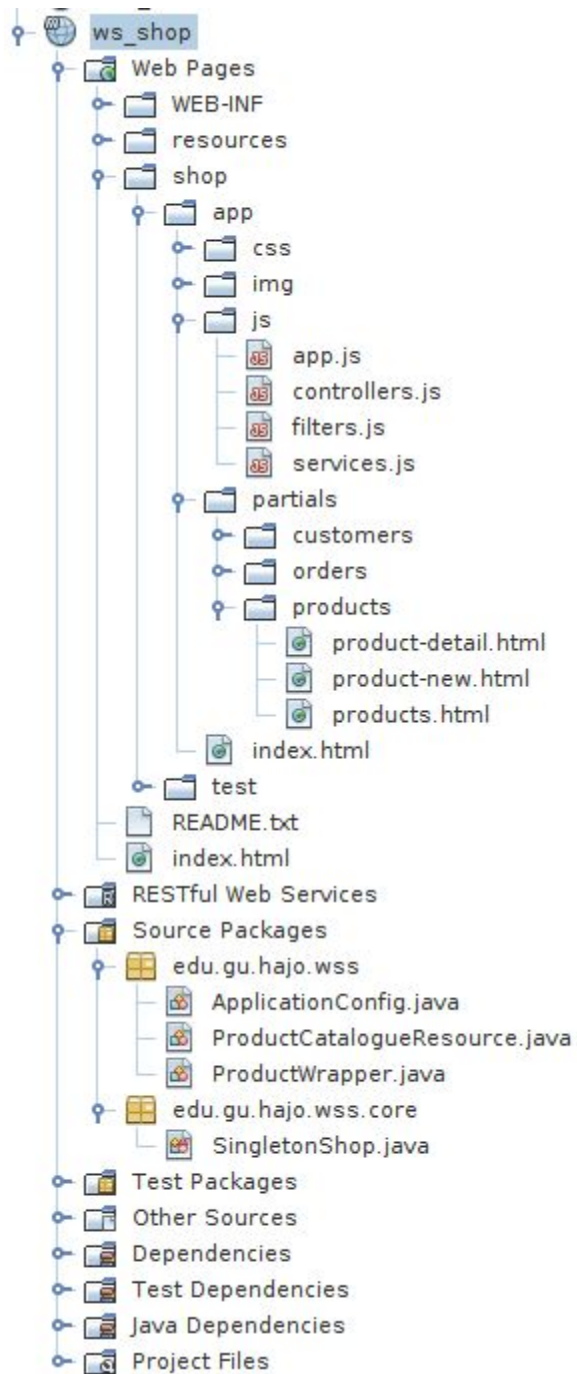 ws_shop
Web Pages
WEB-INF
resources
shop
app
css
img
js
app.js
controllers.js
filters.js
services.js
partials
customers
orders
products
product-detail.html
product-new.html
products.html
index.html
test
README.txt
index.html
RESTful Web Services
Source Packages
edu.gu.hajo.wss
ApplicationConfig.java
ProductCatalogueResource.java
ProductWrapper.java
edu.gu.hajo.wss.core
SingletonShop.java
Test Packages
Other Sources
Dependencies
Test Dependencies
Java Dependencies
Project Files